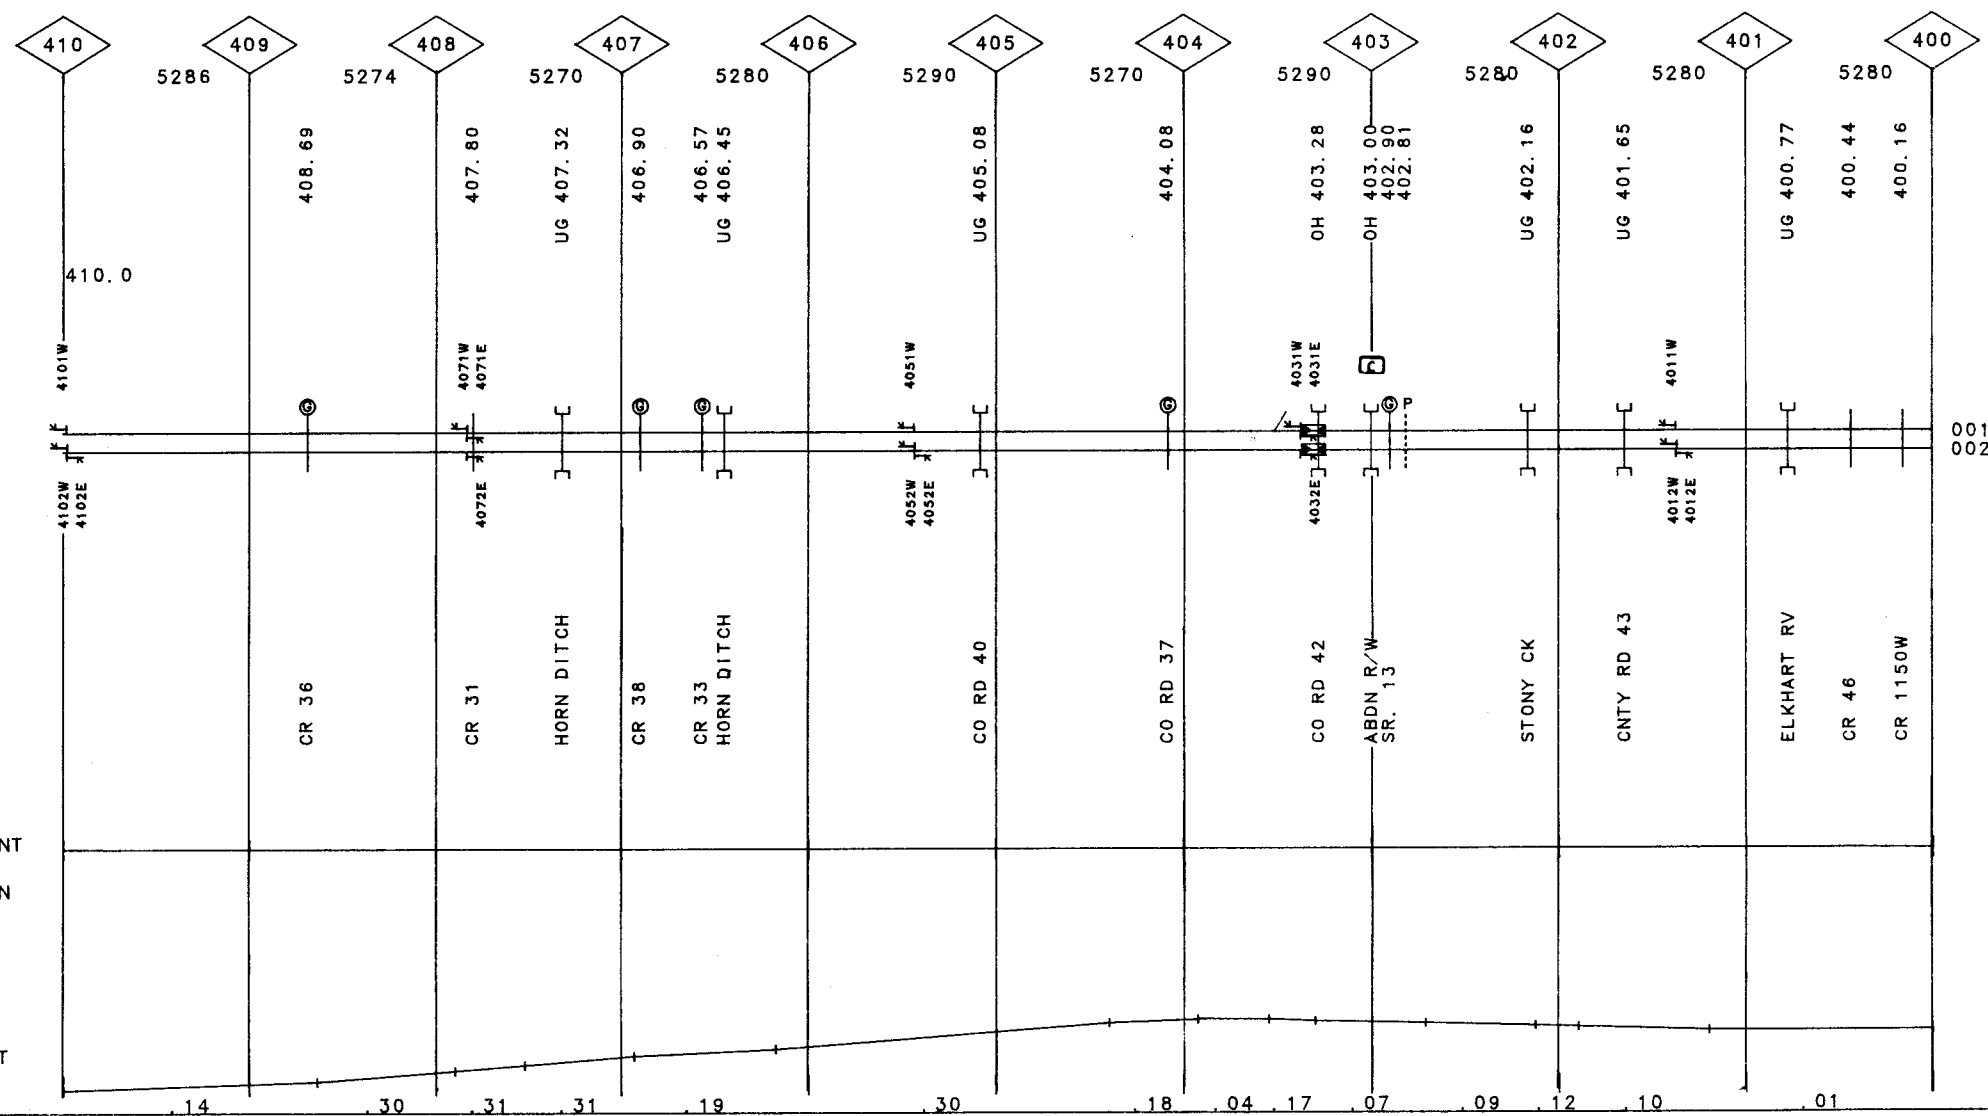 410 409 408 407 406 405 404 403 402 401 400
5286 5274 5270 5280 5290 5270 5290 5280 5280 5280
408.69
407.80
UG 407.32
406.90
406.57
UG 406.45
UG 405.08
404.08
OH 403.28
OH 403.00
402.90
402.81
UG 402.16
UG 401.65
UG 400.77
400.44
400.16
410.0
4101W
4071W
4071E
4051W
4031W
4031E
4011W
G G G G G P
001
002
4102W
4102E
4072E
4052W
4052E
4032E
4012W
4012E
CR 36
CR 31
HORN DITCH
CR 38
CR 33
HORN DITCH
CO RD 40
CO RD 37
CO RD 42
ABDN R/W
SR. 13
STONY CK
CNTY RD 43
ELKHART RV
CR 46
CR 1150W
NT
N
T
.14 .30 .31 .31 .19 .30 .18 .04 .17 .07 .09 .12 .10 .01